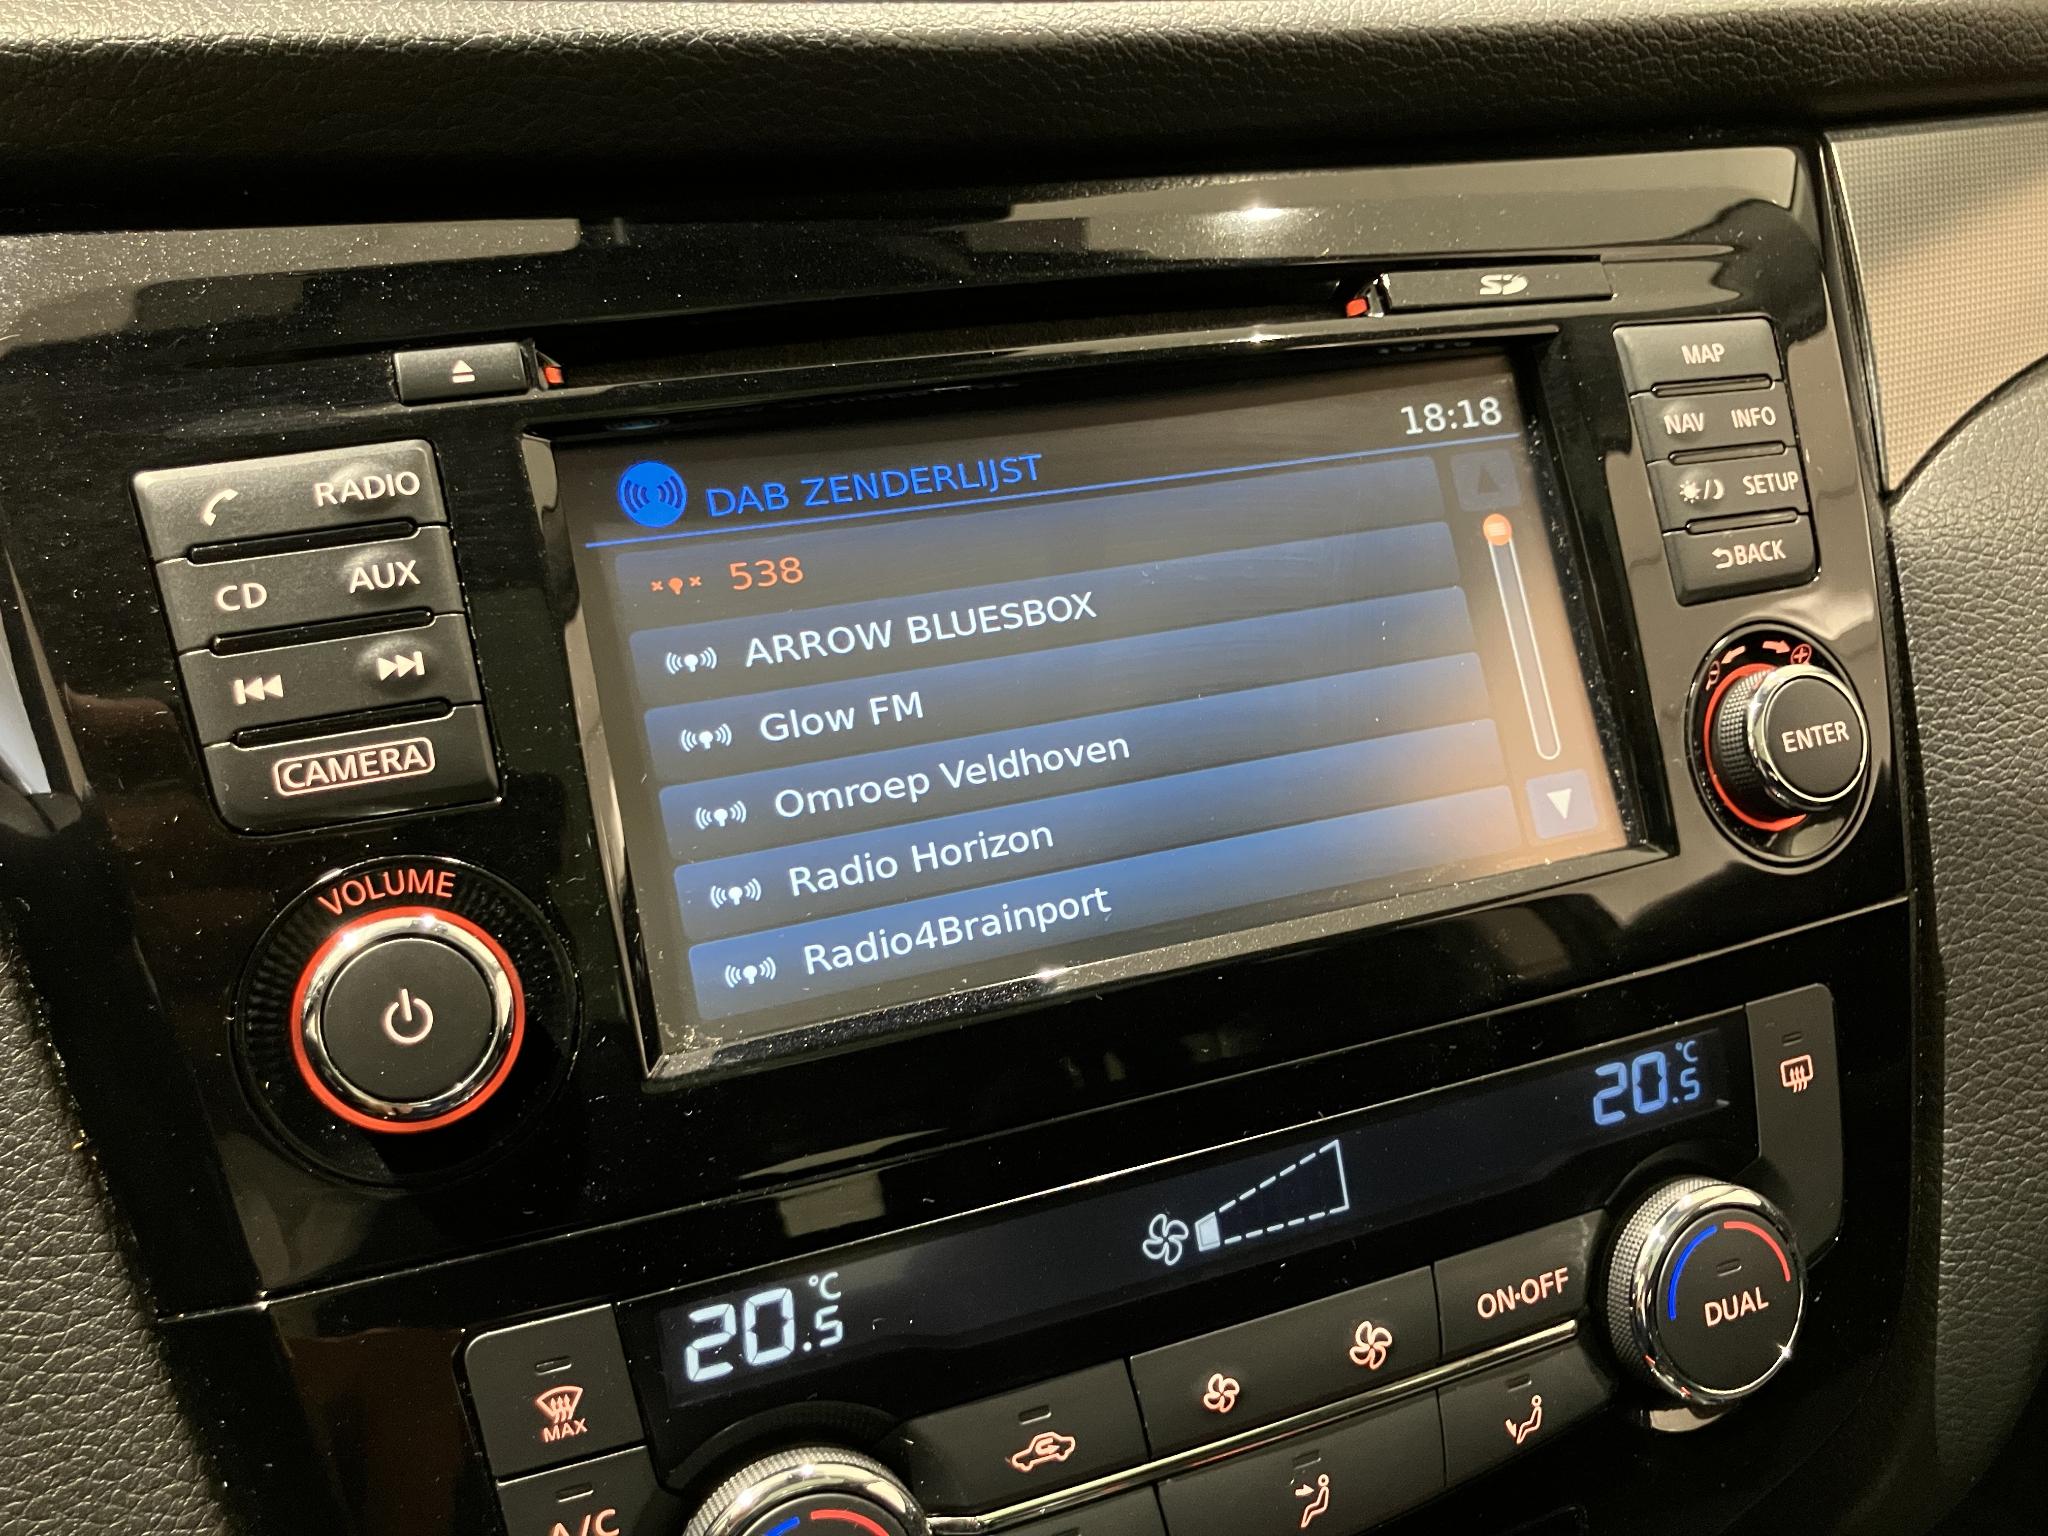 SD
MAP
NAV INFO
SETUP
BACK
ENTER
RADIO
CD AUX
CAMERA
VOLUME
18:18
DAB ZENDERLIJST
538
ARROW BLUESBOX
Glow FM
Omroep Veldhoven
Radio Horizon
Radio4Brainport
20.5 °C
20.5 °C
ON·OFF
DUAL
MAX
A/C